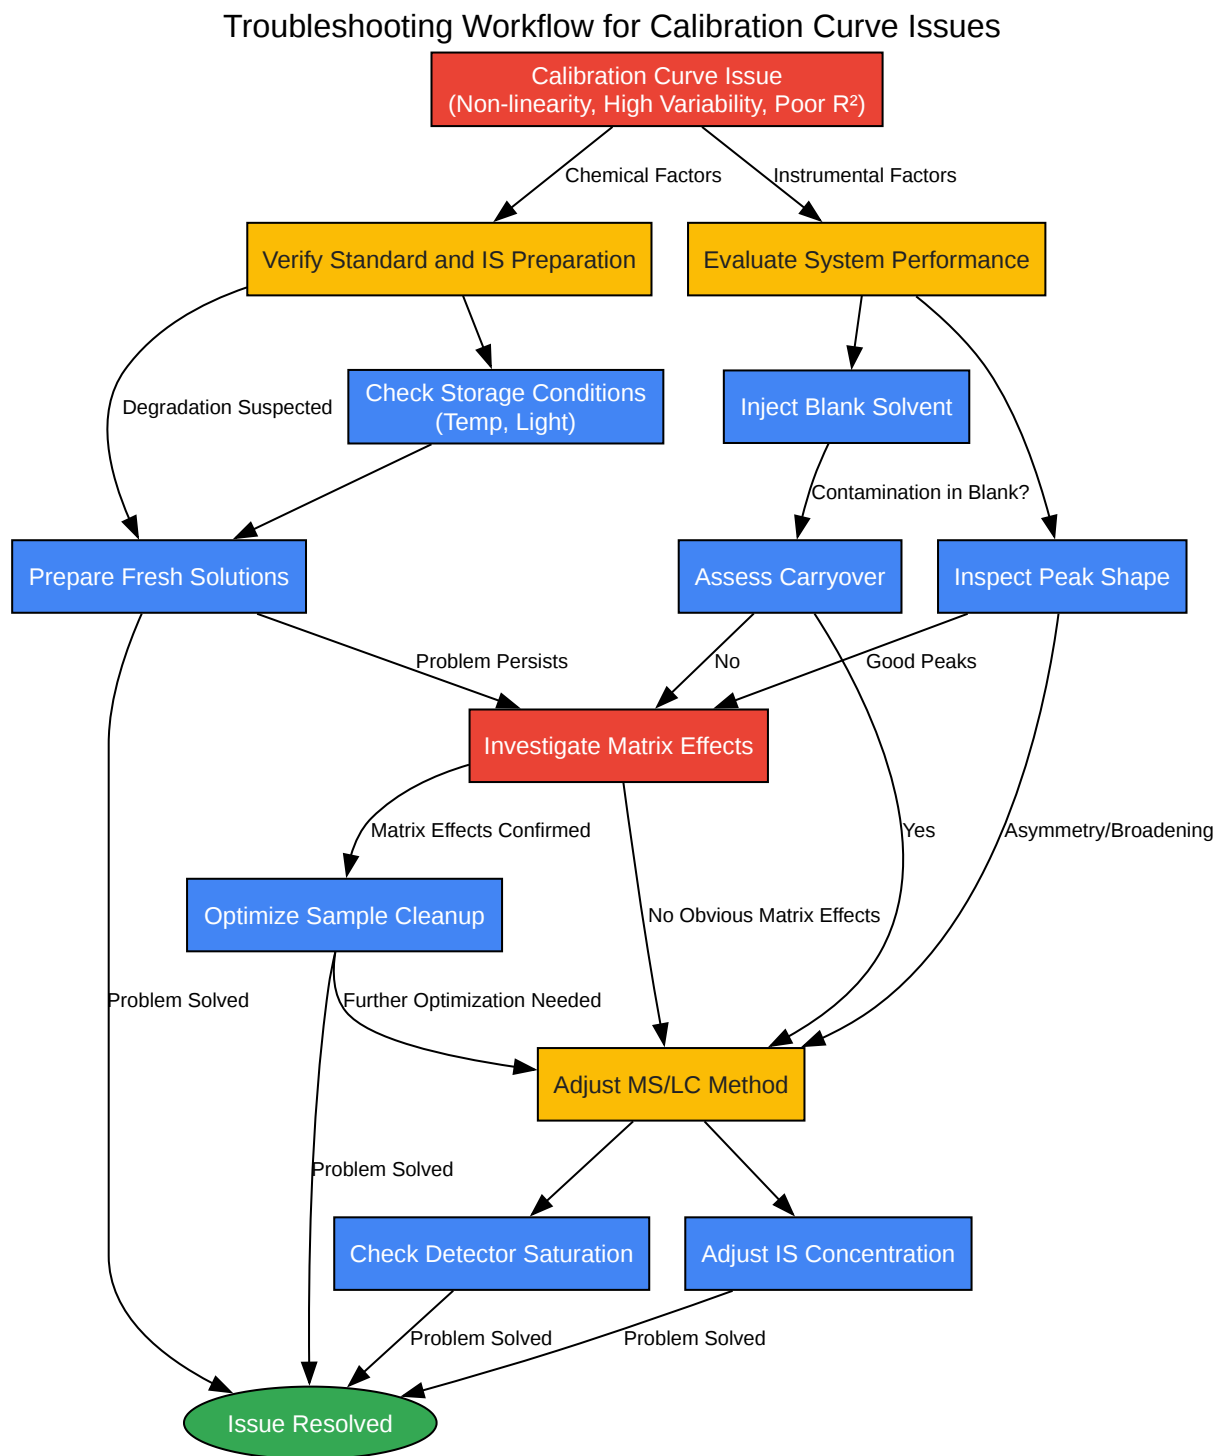 Troubleshooting Workflow for Calibration Curve Issues
Calibration Curve Issue
(Non-linearity, High Variability, Poor R²)
Chemical Factors
Instrumental Factors
Verify Standard and IS Preparation
Evaluate System Performance
Degradation Suspected
Check Storage Conditions
(Temp, Light)
Inject Blank Solvent
Contamination in Blank?
Prepare Fresh Solutions
Assess Carryover
Inspect Peak Shape
Problem Persists
No
Good Peaks
Investigate Matrix Effects
Matrix Effects Confirmed
Yes
Asymmetry/Broadening
Optimize Sample Cleanup
No Obvious Matrix Effects
Problem Solved
Further Optimization Needed
Adjust MS/LC Method
Problem Solved
Check Detector Saturation
Adjust IS Concentration
Problem Solved
Problem Solved
Issue Resolved